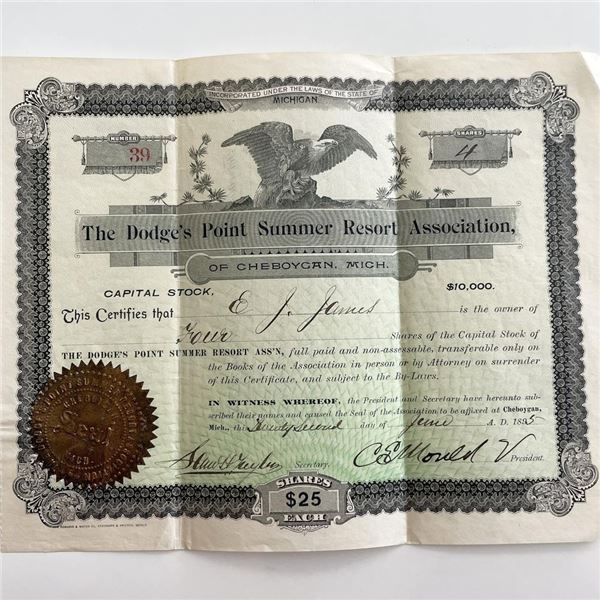 INCORPORATED UNDER THE LAWS OF THE STATE OF
MICHIGAN.
NUMBER
39
SHARES
4
The Dodge's Point Summer Resort Association,
OF CHEBOYGAN, MICH.
CAPITAL STOCK, $10,000.
This Certifies that E J. James is the owner of
Four Shares of the Capital Stock of
THE DODGE'S POINT SUMMER RESORT ASS'N, full paid and non-assessable, transferable only on
the Books of the Association in person or by Attorney on surrender
of this Certificate, and subject to the By-Laws.
IN WITNESS WHEREOF, the President and Secretary have hereunto sub-
scribed their names and caused the Seal of the Association to be affixed at Cheboygan,
Mich., this Twenty Second day of June A. D. 1895
Secretary.
President.
SHARES
$25
EACH